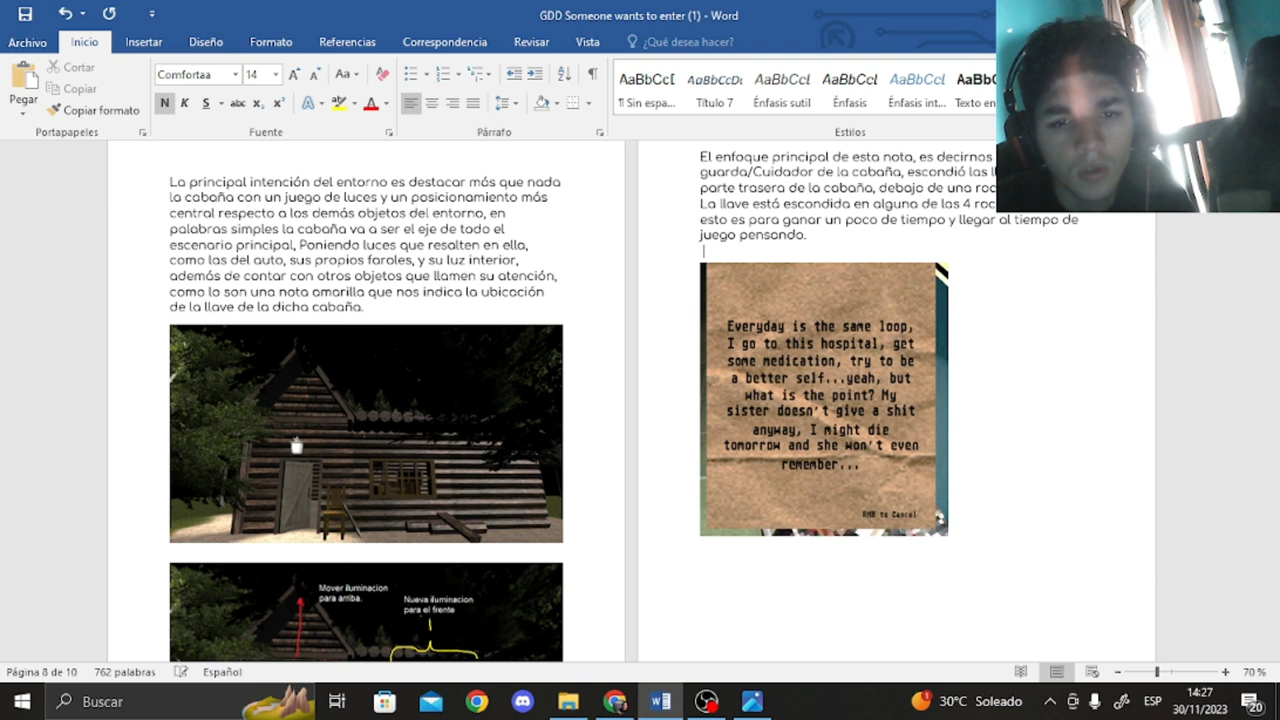 GDD Someone wants to enter (1) - Word
Archivo Inicio Insertar Diseño Formato Referencias Correspondencia Revisar Vista ¿Qué desea hacer?
Pegar
Cortar
Copiar
Copiar formato
Portapapeles
Comfortaa 14
Aa
N K S abc x₂ x²
Fuente
Párrafo
AaBbCcD AaBbCcDc AaBbCcI AaBbCcI AaBbCcI AaBbC
¶ Sin espa... Título 7 Énfasis sutil Énfasis Énfasis int... Texto en
Estilos
La principal intención del entorno es destacar más que nada
la cabaña con un juego de luces y un posicionamiento más
central respecto a los demás objetos del entorno, en
palabras simples la cabaña va a ser el eje de todo el
escenario principal, Poniendo luces que resalten en ella,
como las del auto, sus propios faroles, y su luz interior,
además de contar con otros objetos que llamen su atención,
como lo son una nota amarilla que nos indica la ubicación
de la llave de la dicha cabaña.
Mover iluminacion
para arriba.
Nueva iluminacion
para el frente
El enfoque principal de esta nota, es decirnos
guarda/Cuidador de la cabaña, escondió las
parte trasera de la cabaña, debajo de una
La llave está escondida en alguna de las 4
esto es para ganar un poco de tiempo y llegar al tiempo de
juego pensando.
Everyday is the same loop,
I go to this hospital, get
some medication, try to be
a better self...yeah, but
what is the point? My
sister doesn't give a shit
anyway, I might die
tomorrow and she won't even
remember...
RMB to Cancel
Página 8 de 10 762 palabras Español 70 %
Buscar
30°C Soleado ESP 14:27
30/11/2023
20